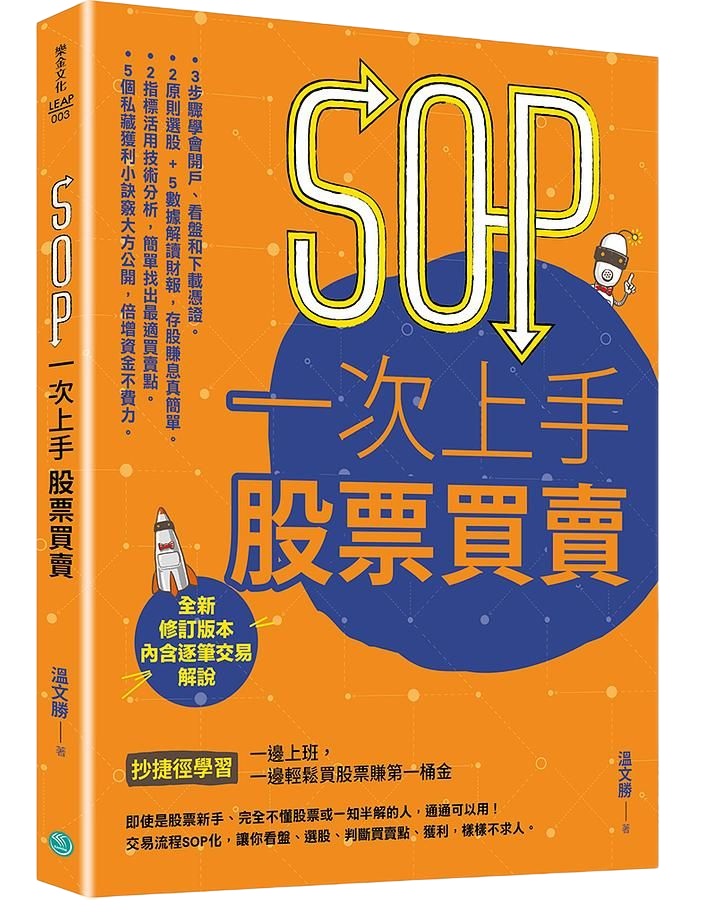 樂金文化
LEAP
003
SOP
一次上手 股票買賣
溫文勝
著
• 3步驟學會開戶、看盤和下載憑證。
• 2原則選股 + 5數據解讀財報，存股賺息真簡單。
• 2指標活用技術分析，簡單找出最適買賣點。
• 5個私藏獲利小訣竅大方公開，倍增資金不費力。
SOP
一次上手
股票買賣
全新
修訂版本
內含逐筆交易
解說
抄捷徑學習
一邊上班，
一邊輕鬆買股票賺第一桶金
即使是股票新手、完全不懂股票或一知半解的人，通通可以用！
交易流程SOP化，讓你看盤、選股、判斷買賣點、獲利，樣樣不求人。
溫文勝
著